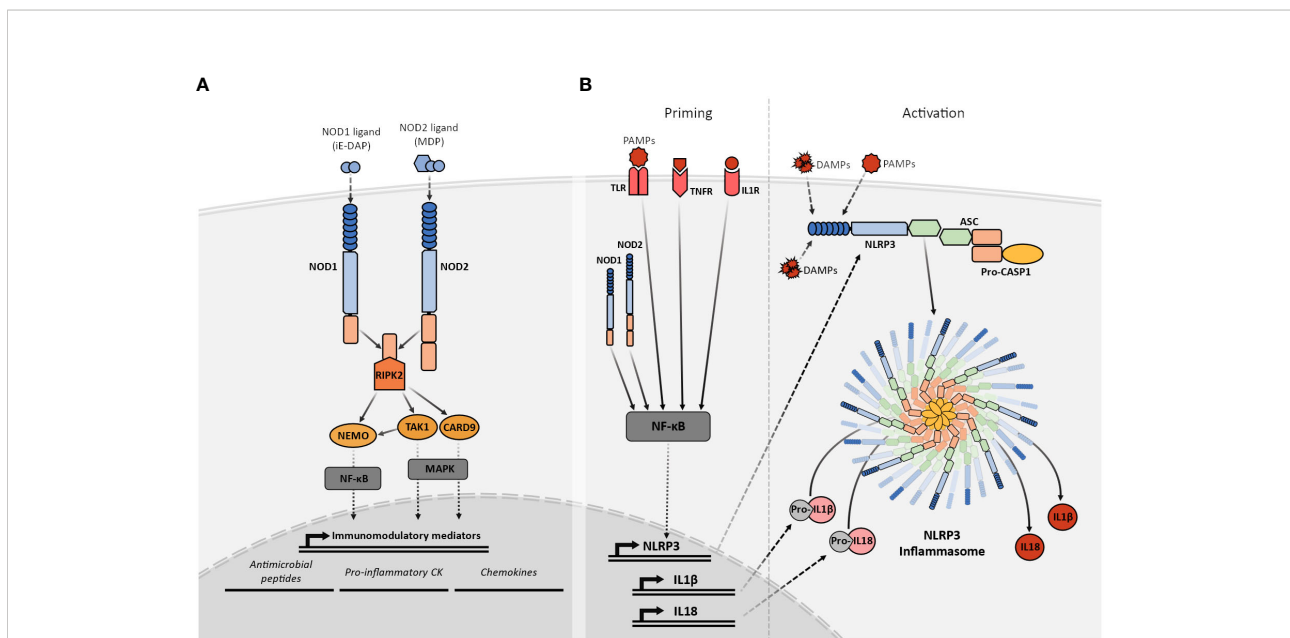 A
NOD1 ligand
(iE-DAP)
NOD2 ligand
(MDP)
NOD1
NOD2
RIPK2
NEMO
TAK1
CARD9
NF-κB
MAPK
Immunomodulatory mediators
Antimicrobial
peptides
Pro-inflammatory CK
Chemokines
B
Priming
Activation
PAMPs
TLR
TNFR
IL1R
NOD1
NOD2
NF-κB
NLRP3
IL1β
IL18
DAMPs
PAMPs
DAMPs
NLRP3
ASC
Pro-CASP1
Pro-IL1β
Pro-IL18
NLRP3
Inflammasome
IL1β
IL18